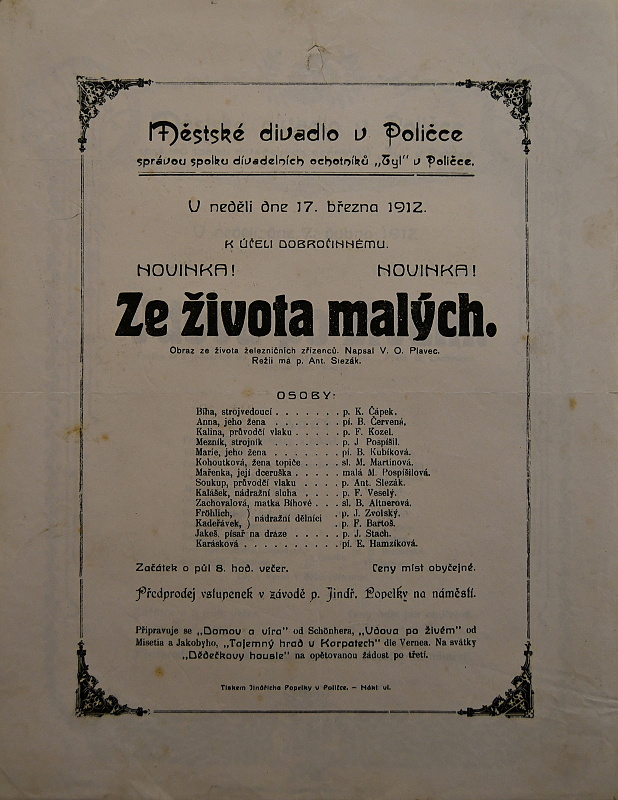 Městské divadlo v Poličce
správou spolku divadelních ochotníků „Tyl" v Poličce.
V neděli dne 17. března 1912.
K ÚČELI DOBROČINNÉMU.
NOVINKA! NOVINKA!
Ze života malých.
Obraz ze života železničních zřízenců. Napsal V. O. Plavec.
Režii má p. Ant. Slezák.
OSOBY:
Bíha, strojvedoucí . . . . . . . p. K. Čápek.
Anna, jeho žena . . . . . . . pí. B. Červená.
Kalina, průvodčí vlaku . . . . . p. F. Kozel.
Mezník, strojník . . . . . . p. J Pospíšil.
Marie, jeho žena . . . . . . pí. B. Kubíková.
Kohoutková, žena topiče . . . . sl. M. Martinová.
Mařenka, její dceruška . . . . . malá M. Pospíšilová.
Soukup, průvodčí vlaku . . . . p. Ant. Slezák.
Kalášek, nádražní sluha . . . . p. F. Veselý.
Zachovalová, matka Bíhové . . . sl. B. Altnerová.
Fröhlich, } nádražní dělníci . p. J. Zvolský.
Kadeřávek, } . p. F. Bartoš.
Jakeš, písař na dráze . . . . . p. J. Stach.
Karásková . . . . . . . . . . pí. E. Hamzíková.
Začátek o půl 8. hod. večer. Ceny míst obyčejné.
Předprodej vstupenek v závodě p. Jindř. Popelky na náměstí.
Připravuje se „Domov a víra" od Schönhera, „Vdova po živém" od
Misetia a Jakobyho, „Tajemný hrad v Karpatech" dle Vernea. Na svátky
„Dědečkovy housle" na opětovanou žádost po třetí.
Tiskem Jindřicha Popelky v Poličce. — Nákl. vl.